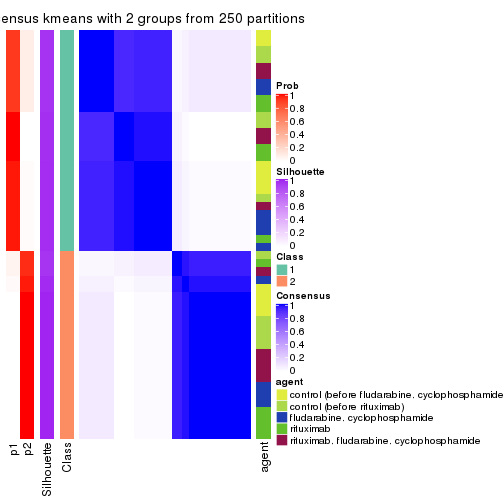 ensus kmeans with 2 groups from 250 partitions
Prob
1
0.8
0.6
0.4
0.2
0
Silhouette
1
0.8
0.6
0.4
0.2
0
Class
1
2
Consensus
1
0.8
0.6
0.4
0.2
0
agent
control (before fludarabine. cyclophosphamide
control (before rituximab)
fludarabine. cyclophosphamide
rituximab
rituximab. fludarabine. cyclophosphamide
p1
p2
Silhouette
Class
agent